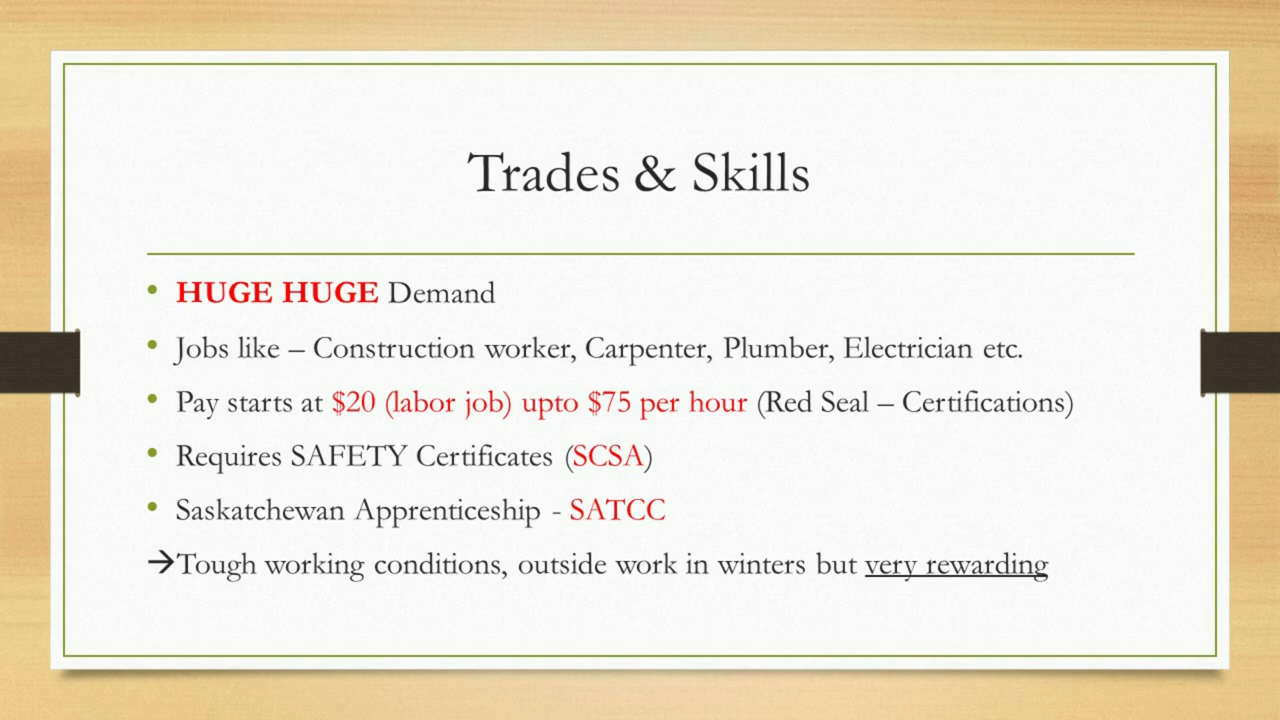 Trades & Skills
• HUGE HUGE Demand
• Jobs like – Construction worker, Carpenter, Plumber, Electrician etc.
• Pay starts at $20 (labor job) upto $75 per hour (Red Seal – Certifications)
• Requires SAFETY Certificates (SCSA)
• Saskatchewan Apprenticeship - SATCC
→Tough working conditions, outside work in winters but very rewarding